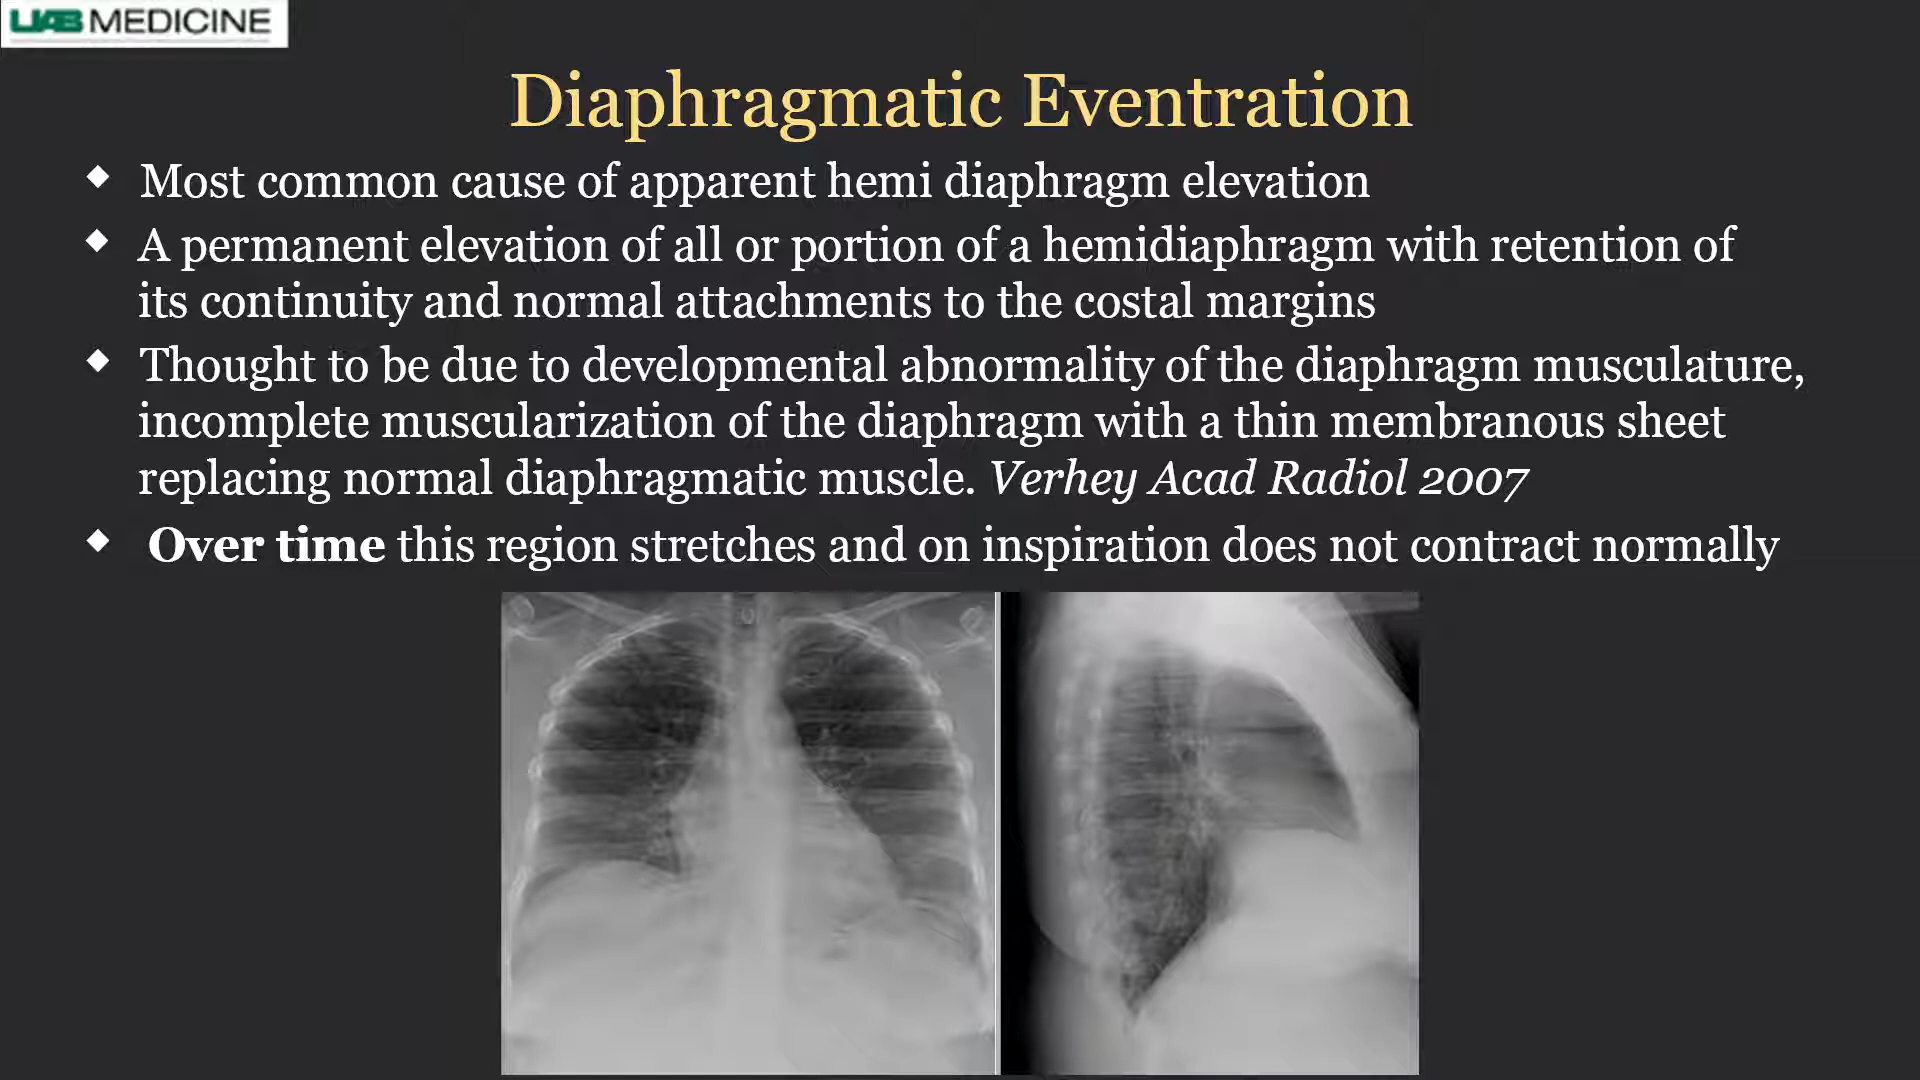 UAB MEDICINE
Diaphragmatic Eventration
◆ Most common cause of apparent hemi diaphragm elevation
◆ A permanent elevation of all or portion of a hemidiaphragm with retention of
its continuity and normal attachments to the costal margins
◆ Thought to be due to developmental abnormality of the diaphragm musculature,
incomplete muscularization of the diaphragm with a thin membranous sheet
replacing normal diaphragmatic muscle. Verhey Acad Radiol 2007
◆ Over time this region stretches and on inspiration does not contract normally